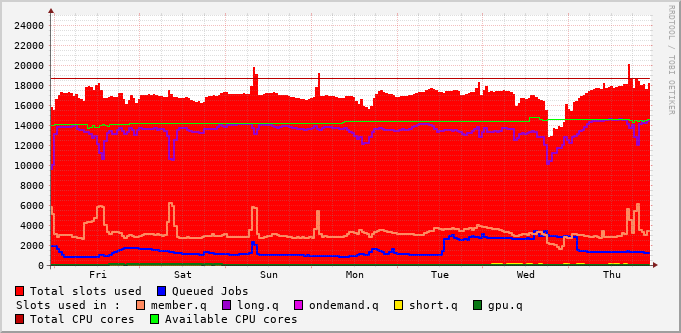 24000
22000
20000
18000
16000
14000
12000
10000
8000
6000
4000
2000
0
Fri Sat Sun Mon Tue Wed Thu
Total slots used Queued Jobs
Slots used in : member.q long.q ondemand.q short.q gpu.q
Total CPU cores Available CPU cores
RRDTOOL / TOBI OETIKER